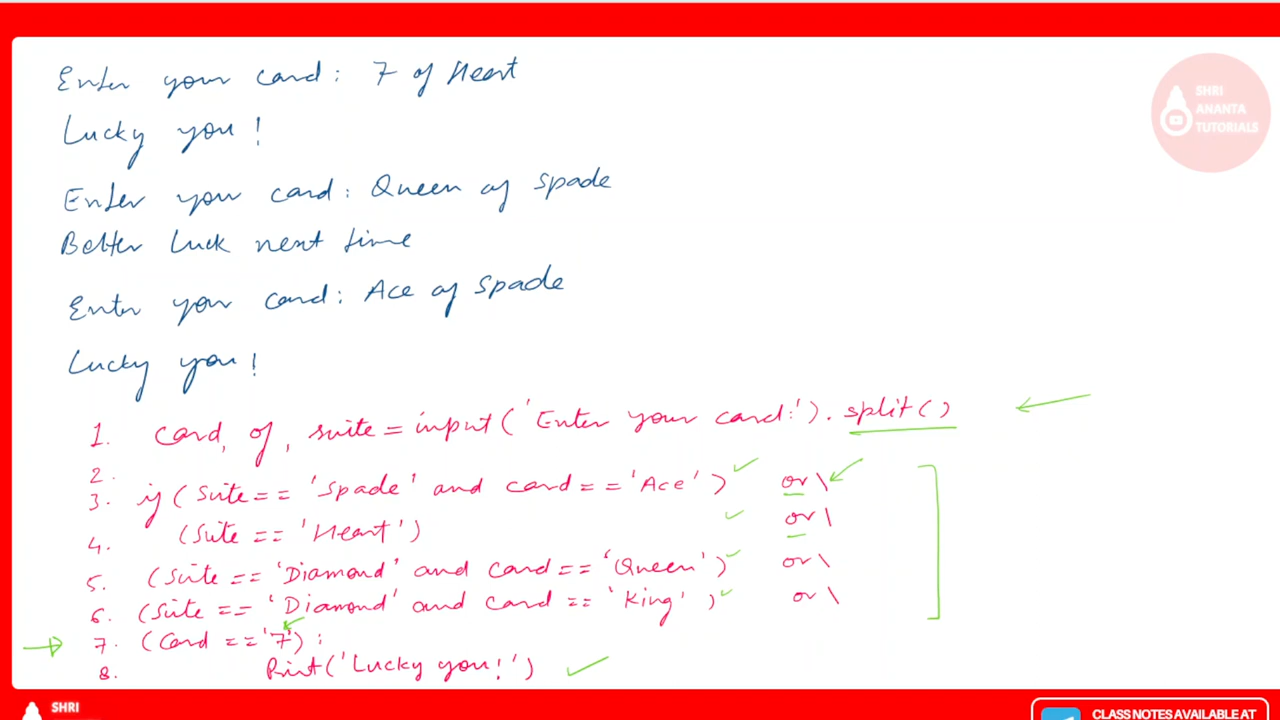 SHRI
ANANTA
TUTORIALS
Enter your card: 7 of Heart
Lucky you!
Enter your card: Queen of spade
Better Luck next time
Enter your card: Ace of spade
Lucky you!
1. card, of, suite = input('Enter your card:').split()
2.
3. if (suite == 'spade' and card == 'Ace') or \
4. (suite == 'Heart') or \
5. (suite == 'Diamond' and card == 'Queen') or \
6. (suite == 'Diamond' and card == 'King') or \
7. (card == '7'):
8. Print('Lucky you!')
SHRI
CLASS NOTES AVAILABLE AT